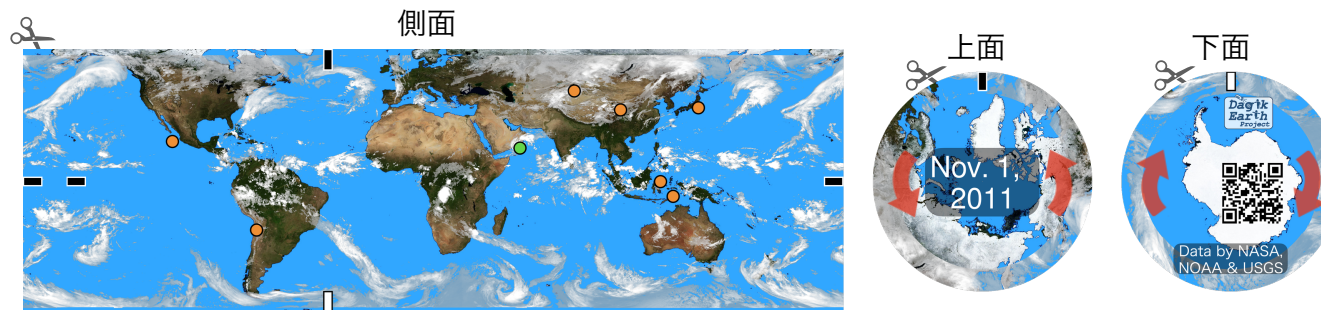 側面
上面
下面
Nov. 1,
2011
Dagik
Earth
Project
Data by NASA,
NOAA & USGS